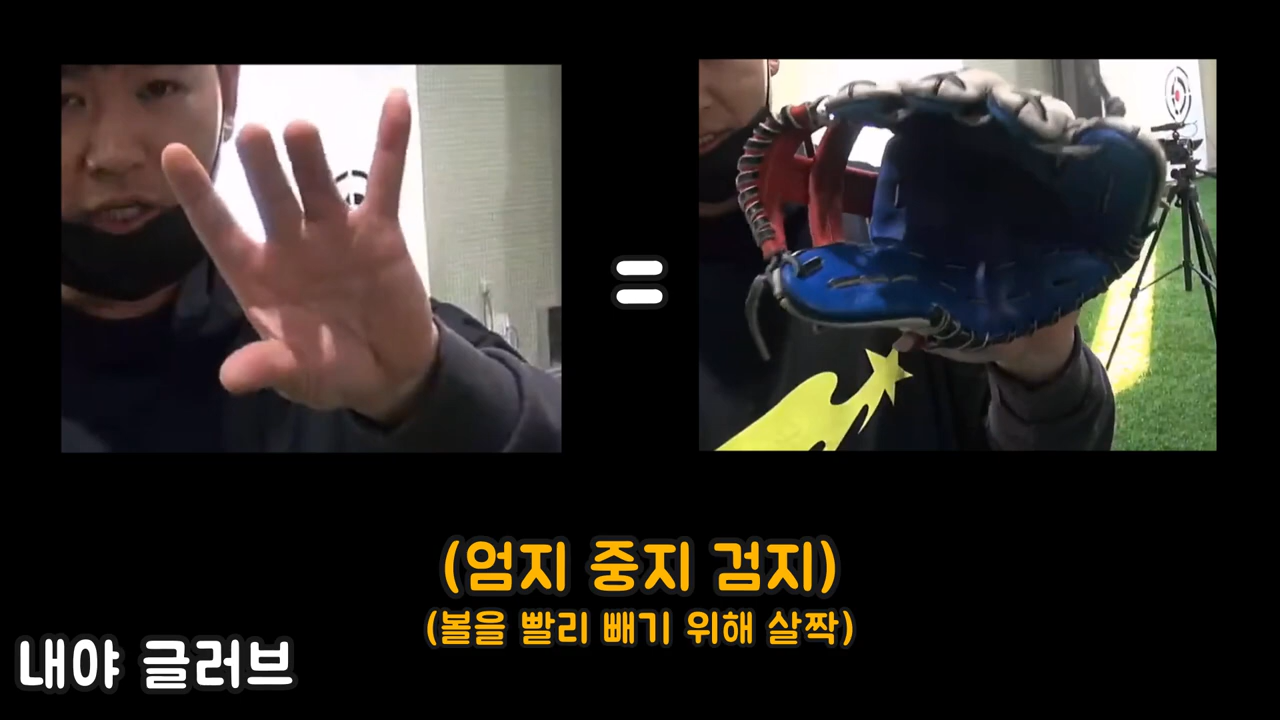 =
(엄지 중지 검지)
(볼을 빨리 빼기 위해 살짝)
내야 글러브